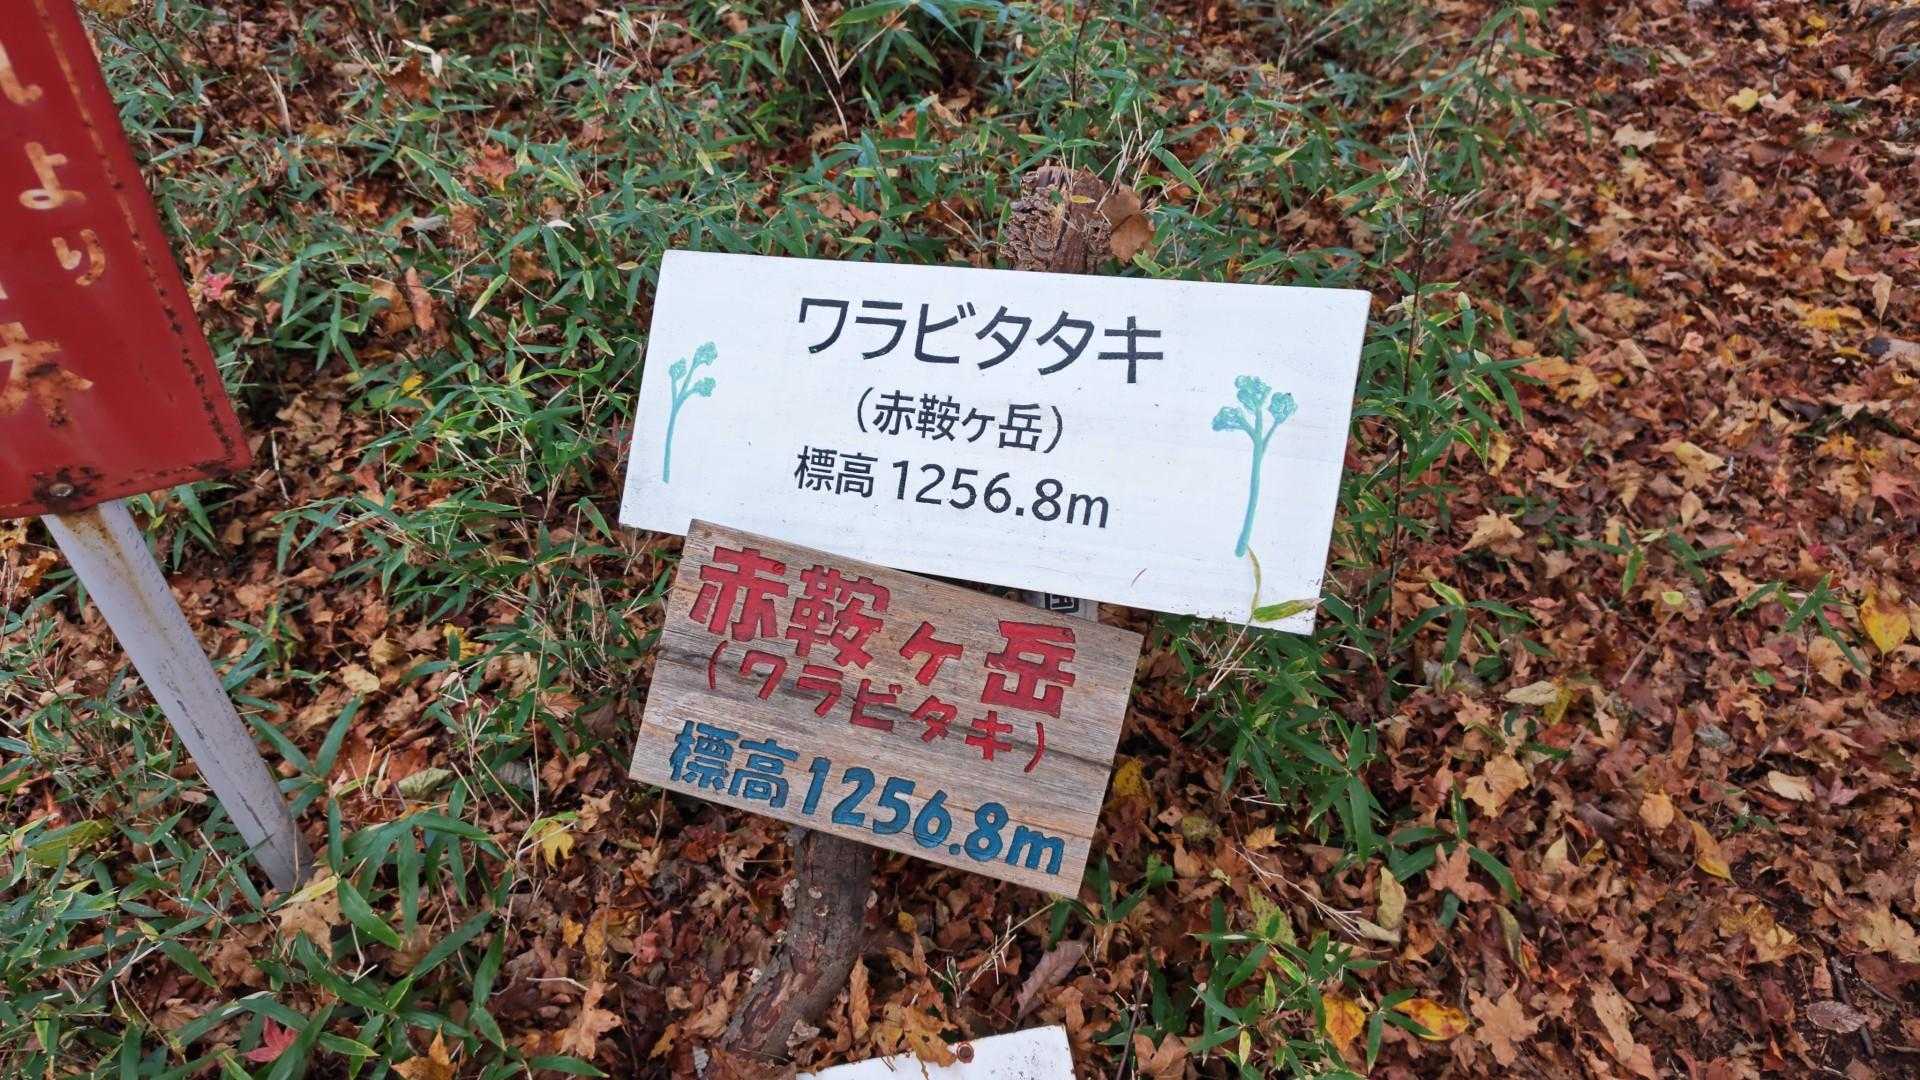 より
ワラビタタキ
（赤鞍ヶ岳）
標高 1256.8m
赤鞍ヶ岳
（ワラビタキ）
標高1256.8m